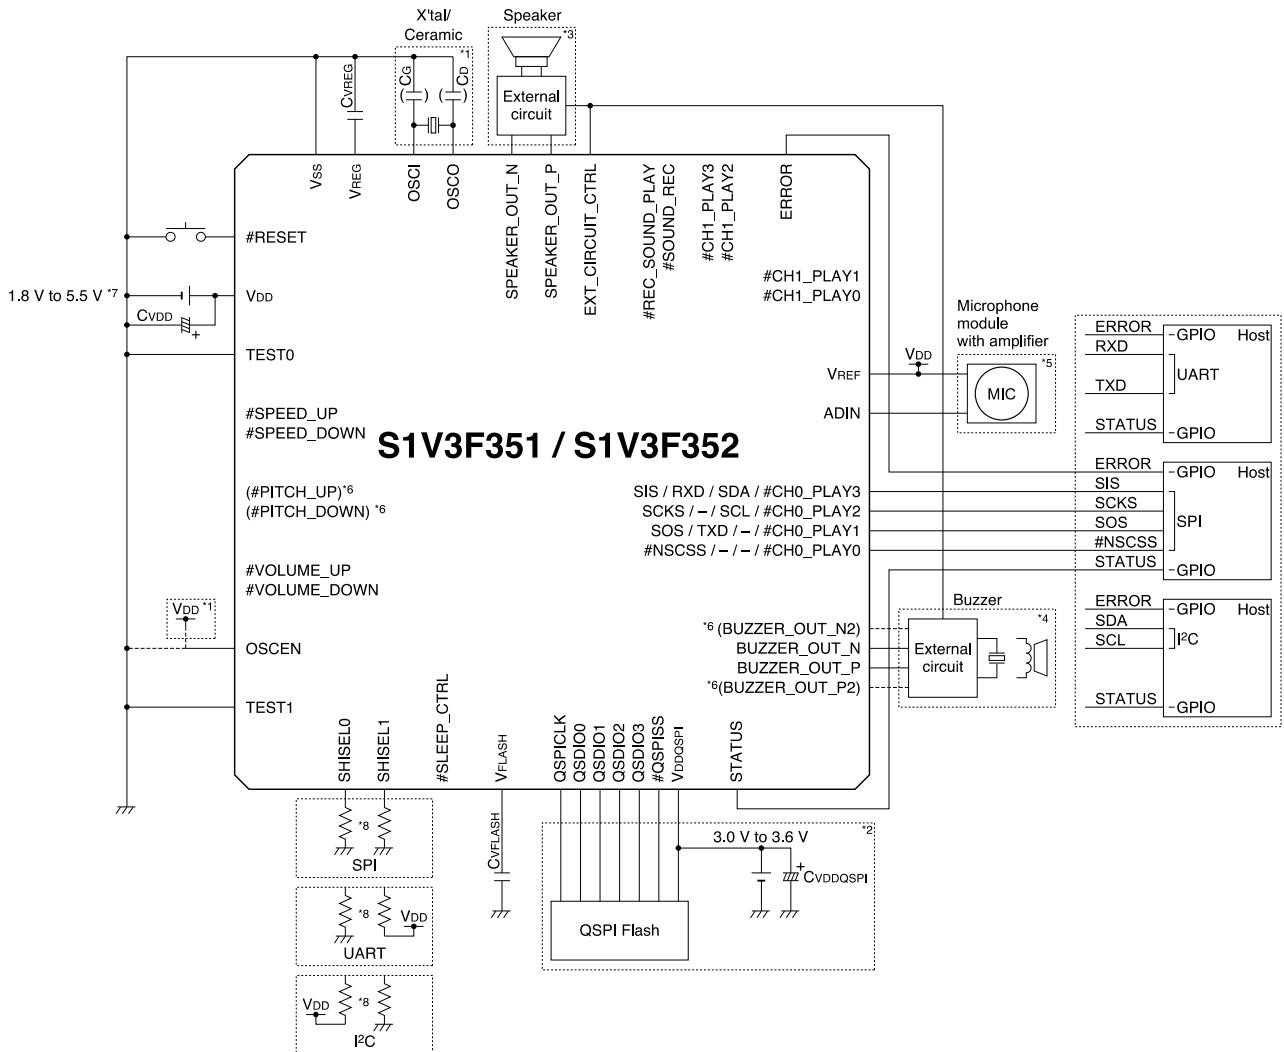 X'tal/
Ceramic
*1
CG
( )
CD
( )
Speaker
*3
External
circuit
CVREG
VSS
VREG
OSCI
OSCO
SPEAKER_OUT_N
SPEAKER_OUT_P
EXT_CIRCUIT_CTRL
#REC_SOUND_PLAY
#SOUND_REC
#CH1_PLAY3
#CH1_PLAY2
ERROR
#RESET
1.8 V to 5.5 V *7
VDD
CVDD
+
TEST0
#SPEED_UP
#SPEED_DOWN
(#PITCH_UP)*6
(#PITCH_DOWN) *6
#VOLUME_UP
#VOLUME_DOWN
VDD *1
OSCEN
TEST1
S1V3F351 / S1V3F352
#CH1_PLAY1
#CH1_PLAY0
VREF
ADIN
VDD
Microphone
module
with amplifier
*5
MIC
SIS / RXD / SDA / #CH0_PLAY3
SCKS / – / SCL / #CH0_PLAY2
SOS / TXD / – / #CH0_PLAY1
#NSCSS / – / – / #CH0_PLAY0
*6 (BUZZER_OUT_N2)
BUZZER_OUT_N
BUZZER_OUT_P
*6(BUZZER_OUT_P2)
Buzzer
*4
External
circuit
ERROR
GPIO
Host
RXD
UART
TXD
STATUS
GPIO
ERROR
GPIO
Host
SIS
SCKS
SPI
SOS
#NSCSS
STATUS
GPIO
ERROR
GPIO
Host
SDA
I²C
SCL
STATUS
GPIO
SHISEL0
SHISEL1
#SLEEP_CTRL
VFLASH
QSPICLK
QSDIO0
QSDIO1
QSDIO2
QSDIO3
#QSPISS
VDDQSPI
STATUS
*8
SPI
*8
VDD
UART
VDD
*8
I²C
CVFLASH
*2
3.0 V to 3.6 V
+
CVDDQSPI
QSPI Flash